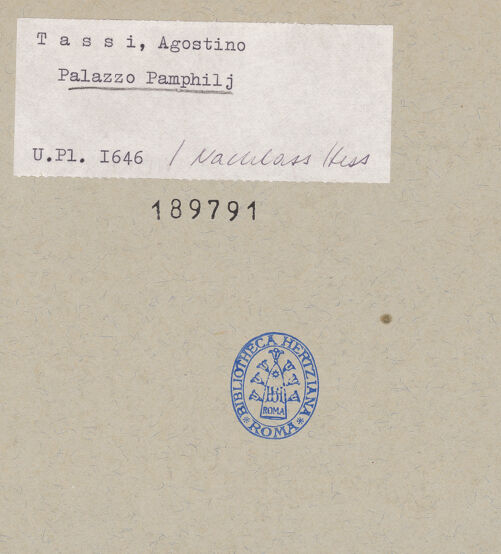 T a s s i, Agostino
Palazzo Pamphilj
U.Pl. I646 / Nachlass Hess
189791
BIBLIOTHECA HERTZIANA
ROMA
* ROMA *